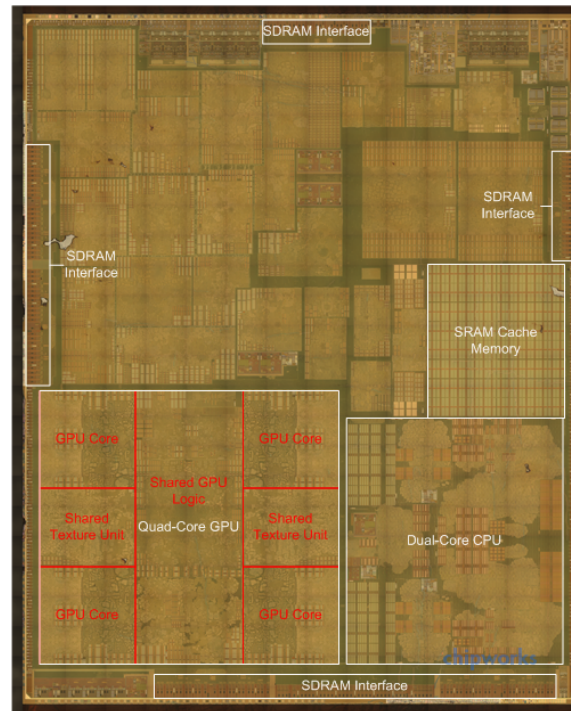 SDRAM Interface
SDRAM
Interface
SDRAM
Interface
SRAM Cache
Memory
GPU Core
GPU Core
Shared GPU
Logic
Shared
Texture Unit
Quad-Core GPU
Shared
Texture Unit
Dual-Core CPU
GPU Core
GPU Core
chipworks
SDRAM Interface